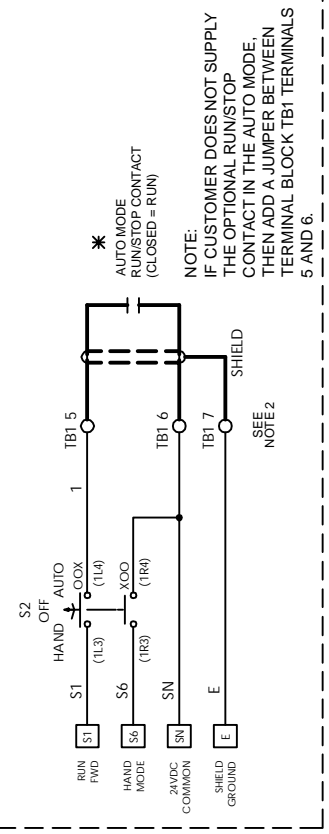 S2
OFF
HAND
AUTO
OOX
(1L3)
(1L4)
XOO
(1R3)
(1R4)
RUN
FWD
S1
S1
1
TB1 5
HAND
MODE
S6
S6
24VDC
COMMON
SN
SN
TB1 6
SHIELD
GROUND
E
E
TB1 7
SHIELD
SEE
NOTE 2
*
AUTO MODE
RUN/STOP CONTACT
(CLOSED = RUN)
NOTE:
IF CUSTOMER DOES NOT SUPPLY
THE OPTIONAL RUN/STOP
CONTACT IN THE AUTO MODE,
THEN ADD A JUMPER BETWEEN
TERMINAL BLOCK TB1 TERMINALS
5 AND 6.